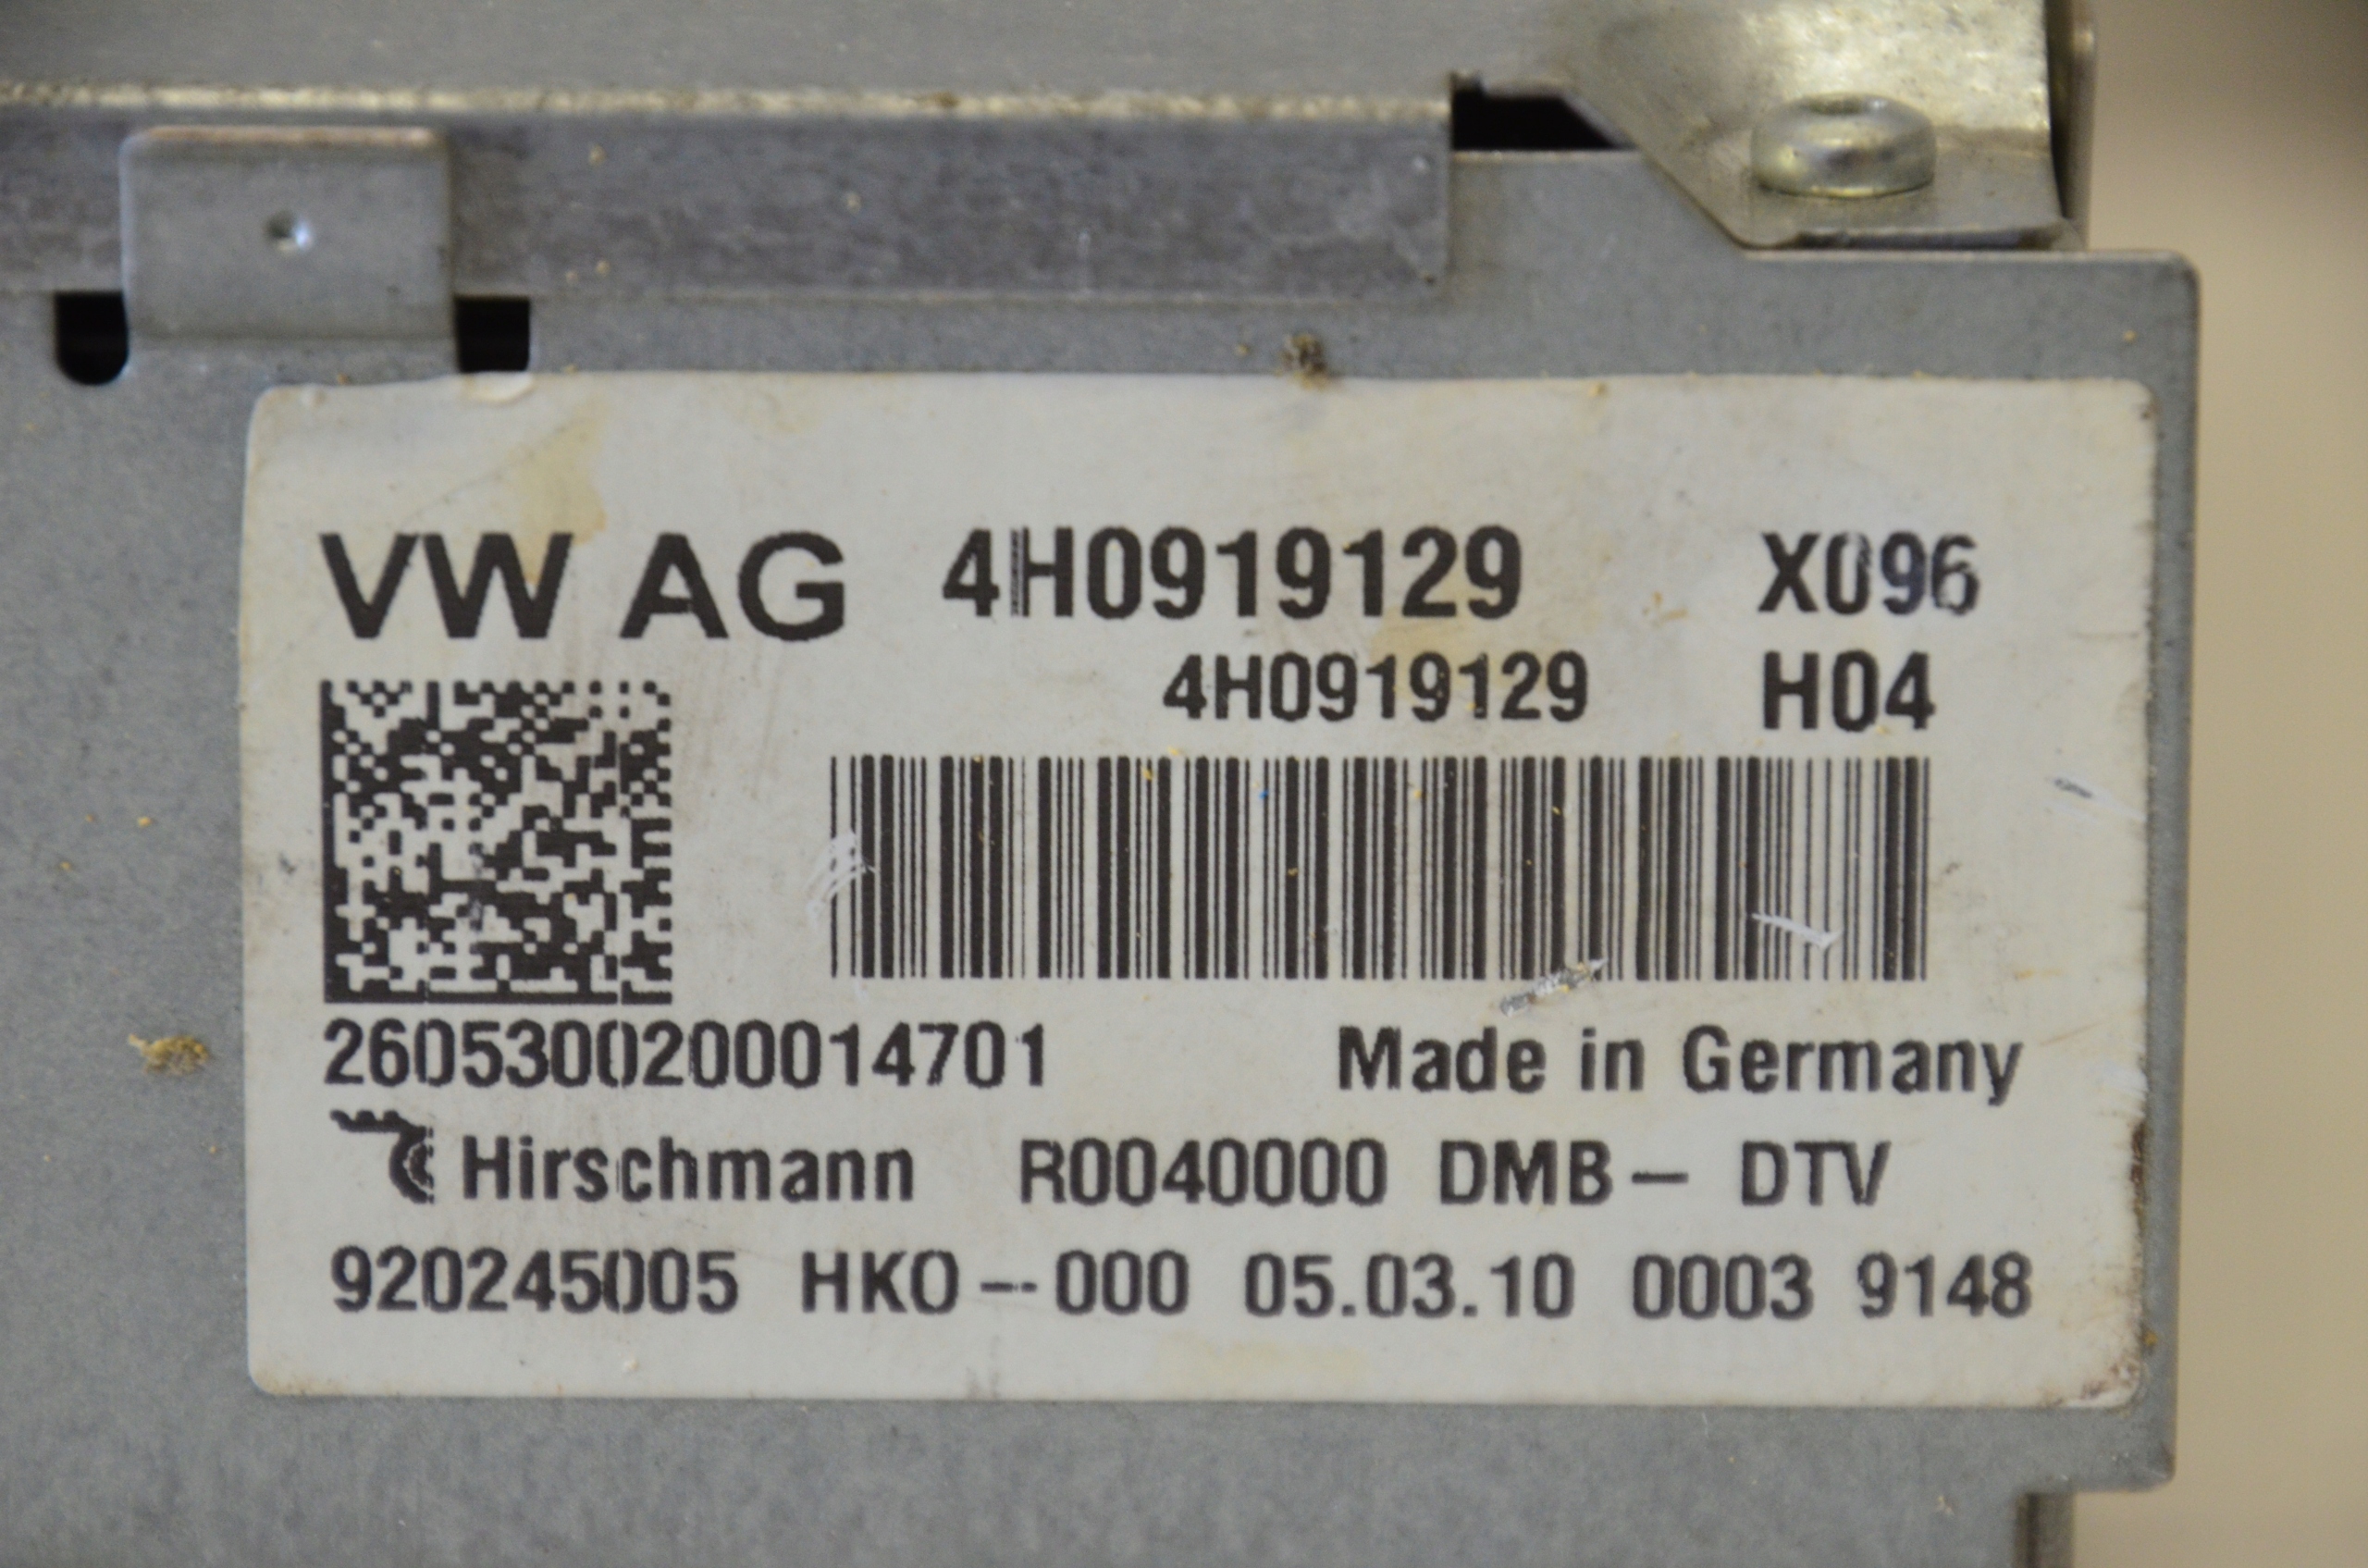 VW AG 4H0919129 X096
4H0919129 H04
26053000200014701
Made in Germany
Hirschmann R0040000 DMB- DTV
920245005 HKO--000 05.03.10 0003 9148